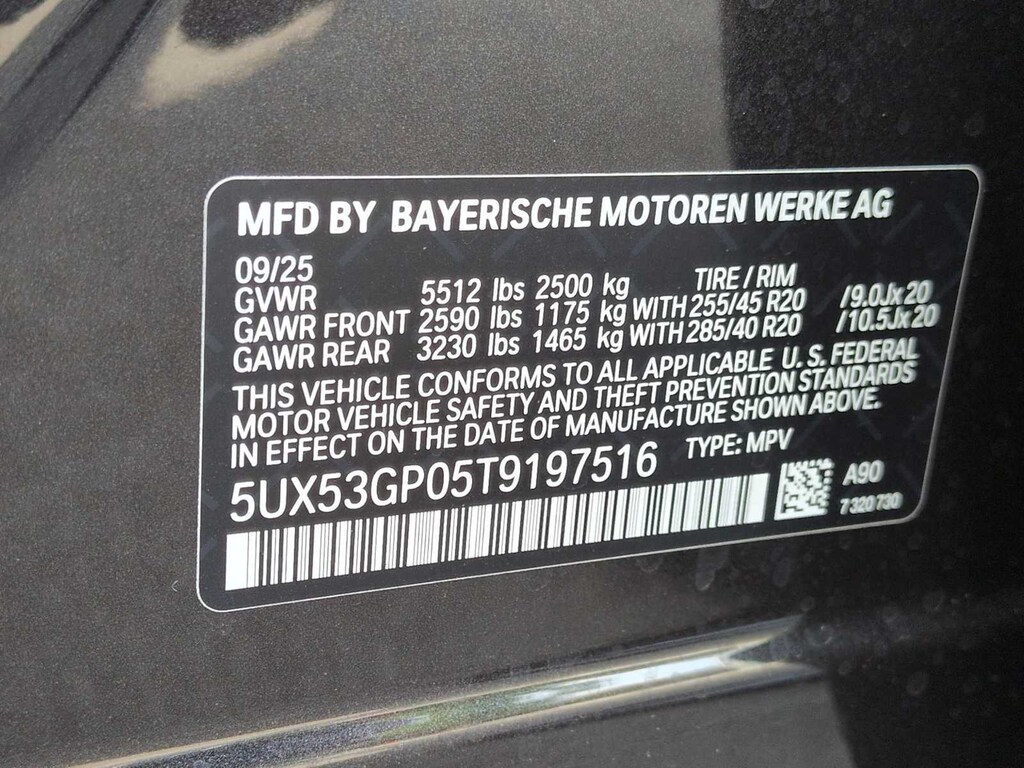 MFD BY BAYERISCHE MOTOREN WERKE AG
09/25 TIRE / RIM
GVWR 5512 lbs 2500 kg
GAWR FRONT 2590 lbs 1175 kg WITH 255/45 R20 /9.0Jx20
GAWR REAR 3230 lbs 1465 kg WITH 285/40 R20 /10.5Jx20
THIS VEHICLE CONFORMS TO ALL APPLICABLE U. S. FEDERAL
MOTOR VEHICLE SAFETY AND THEFT PREVENTION STANDARDS
IN EFFECT ON THE DATE OF MANUFACTURE SHOWN ABOVE.
5UX53GP05T9197516 TYPE: MPV
A90
7 320 730